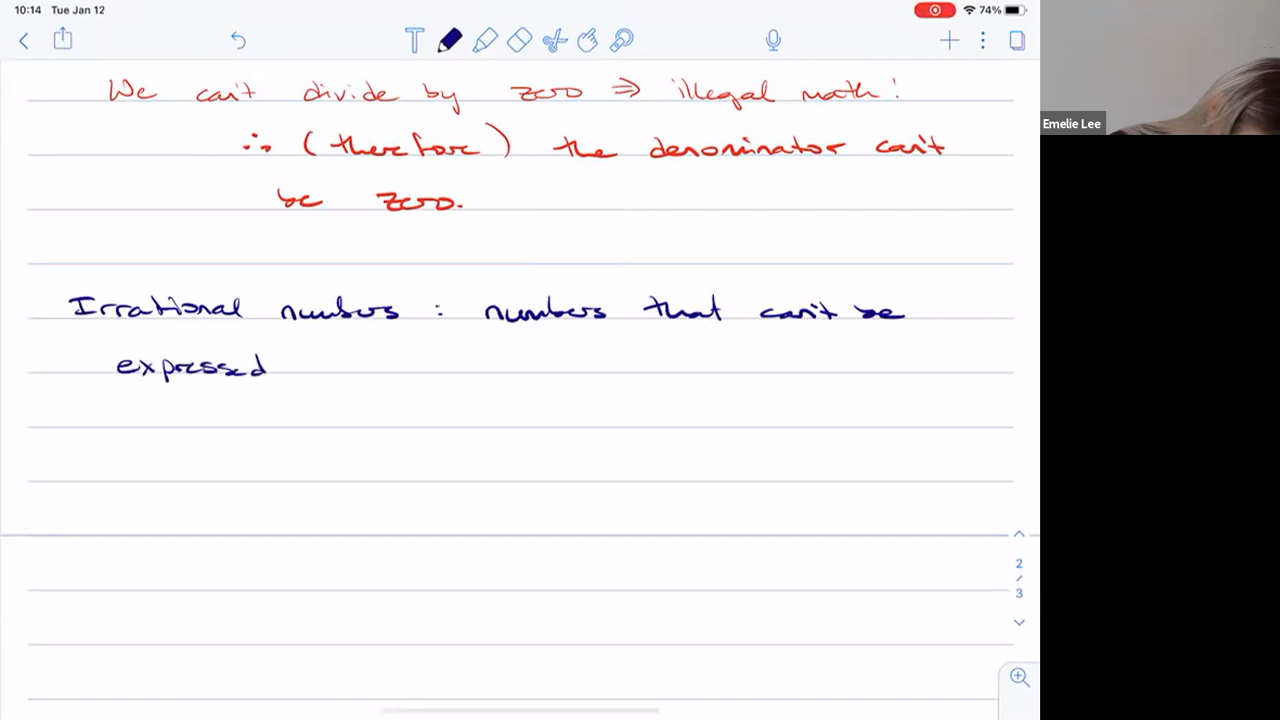 10:14 Tue Jan 12
74%
T
We can't divide by zero ⇒ illegal math!
∴ (therefore) the denominator can't
be zero.
Irrational numbers : numbers that can't be
expressed
2
/
3
Emelie Lee